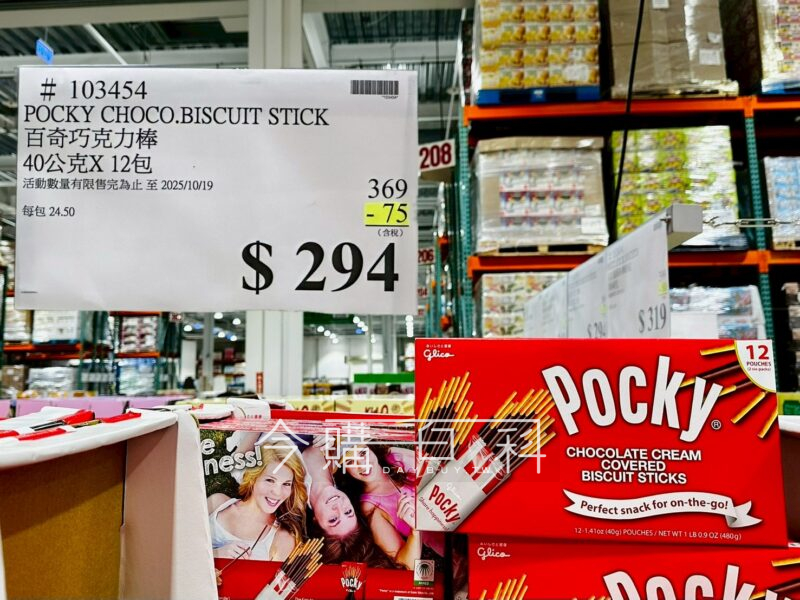 # 103454
POCKY CHOCO.BISCUIT STICK
百奇巧克力棒
40公克X 12包
活動數量有限售完為止 至 2025/10/19
每包 24.50
369
- 75
(含稅)
$ 294
208
206
$ 319
Glico
12
POUCHES
Pocky
CHOCOLATE CREAM
COVERED
BISCUIT STICKS
Perfect snack for on-the-go!
12-1.41oz (40g) POUCHES / NET WT 1 LB 0.9 OZ (480g)
今購百科
Pocky
Pocky
Glico
Pocky